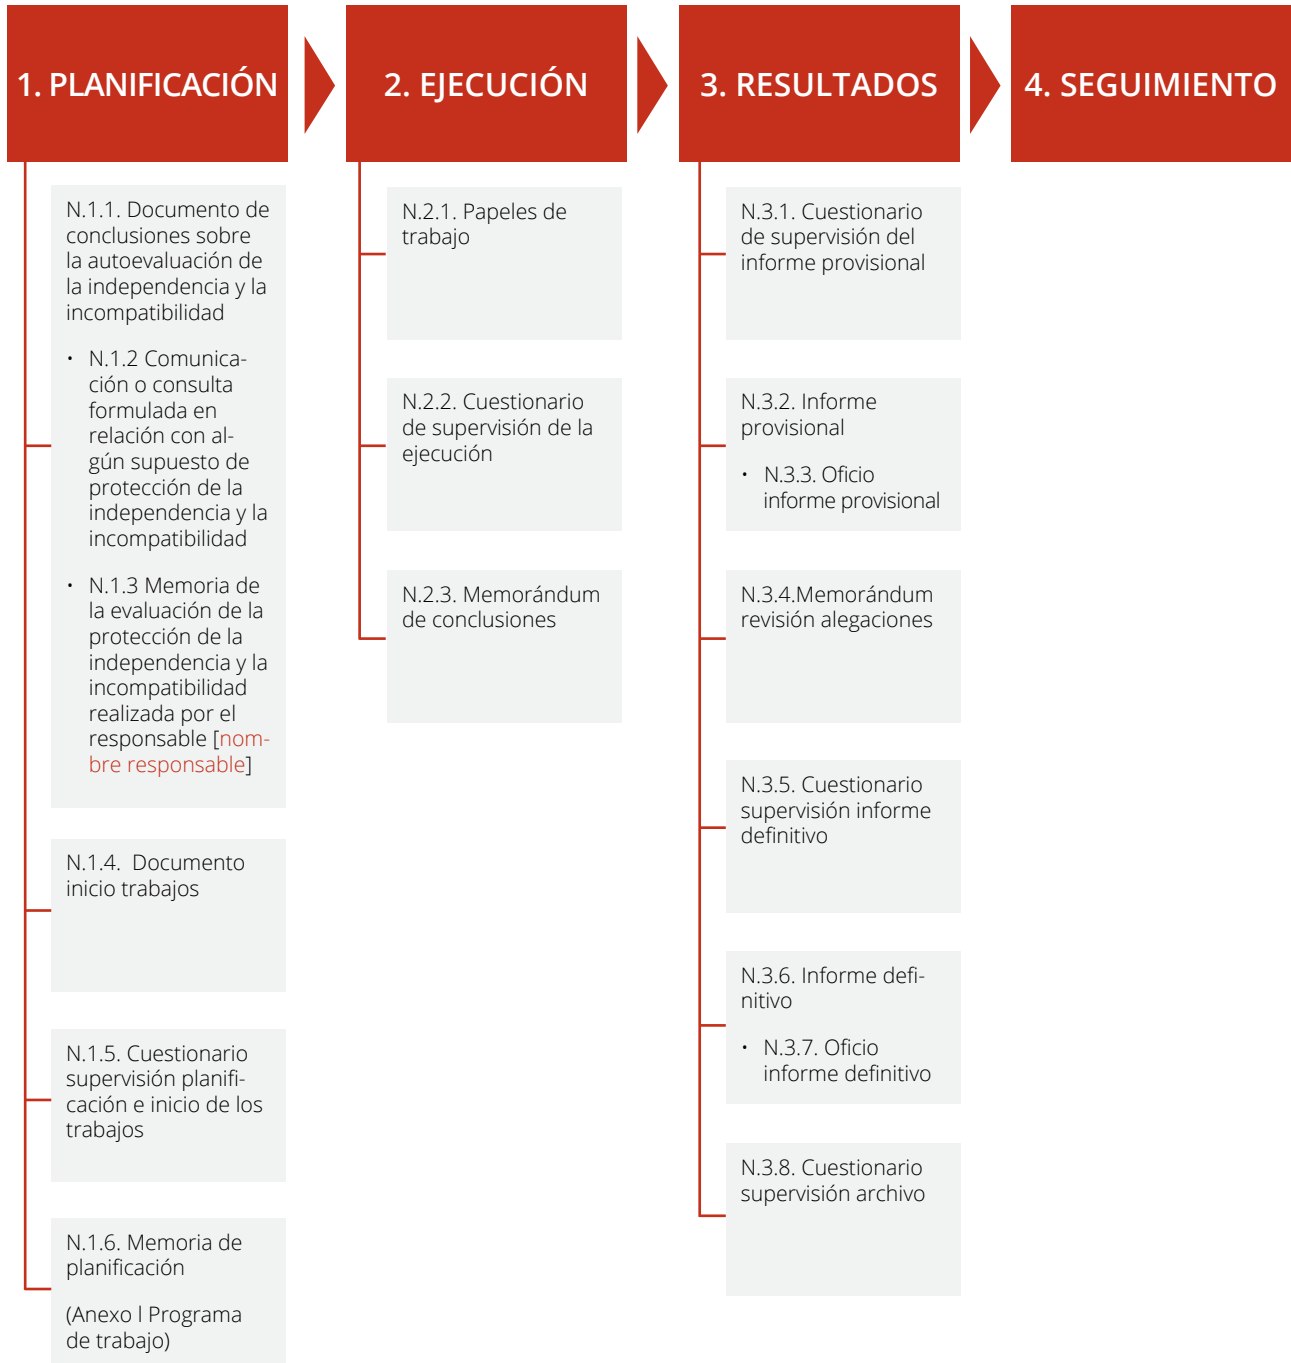 1. PLANIFICACIÓN
2. EJECUCIÓN
3. RESULTADOS
4. SEGUIMIENTO
N.1.1. Documento de
conclusiones sobre
la autoevaluación de
la independencia y la
incompatibilidad
• N.1.2 Comunica-
ción o consulta
formulada en
relación con al-
gún supuesto de
protección de la
independencia y la
incompatibilidad
• N.1.3 Memoria de
la evaluación de la
protección de la
independencia y la
incompatibilidad
realizada por el
responsable [nom-
bre responsable]
N.1.4. Documento
inicio trabajos
N.1.5. Cuestionario
supervisión planifi-
cación e inicio de los
trabajos
N.1.6. Memoria de
planificación
(Anexo I Programa
de trabajo)
N.2.1. Papeles de
trabajo
N.2.2. Cuestionario
de supervisión de la
ejecución
N.2.3. Memorándum
de conclusiones
N.3.1. Cuestionario
de supervisión del
informe provisional
N.3.2. Informe
provisional
• N.3.3. Oficio
informe provisional
N.3.4.Memorándum
revisión alegaciones
N.3.5. Cuestionario
supervisión informe
definitivo
N.3.6. Informe defi-
nitivo
• N.3.7. Oficio
informe definitivo
N.3.8. Cuestionario
supervisión archivo